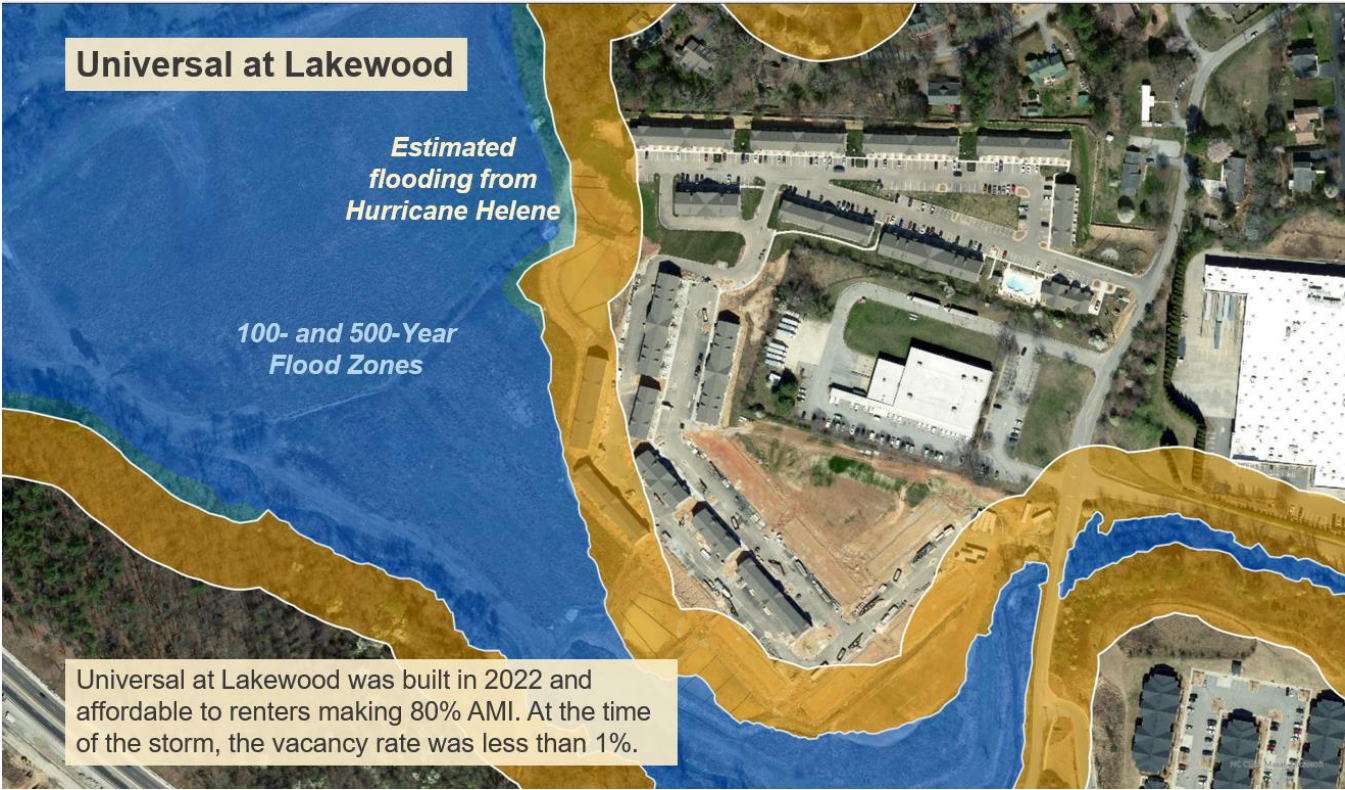 Universal at Lakewood
Estimated
flooding from
Hurricane Helene
100- and 500-Year
Flood Zones
Universal at Lakewood was built in 2022 and
affordable to renters making 80% AMI. At the time
of the storm, the vacancy rate was less than 1%.